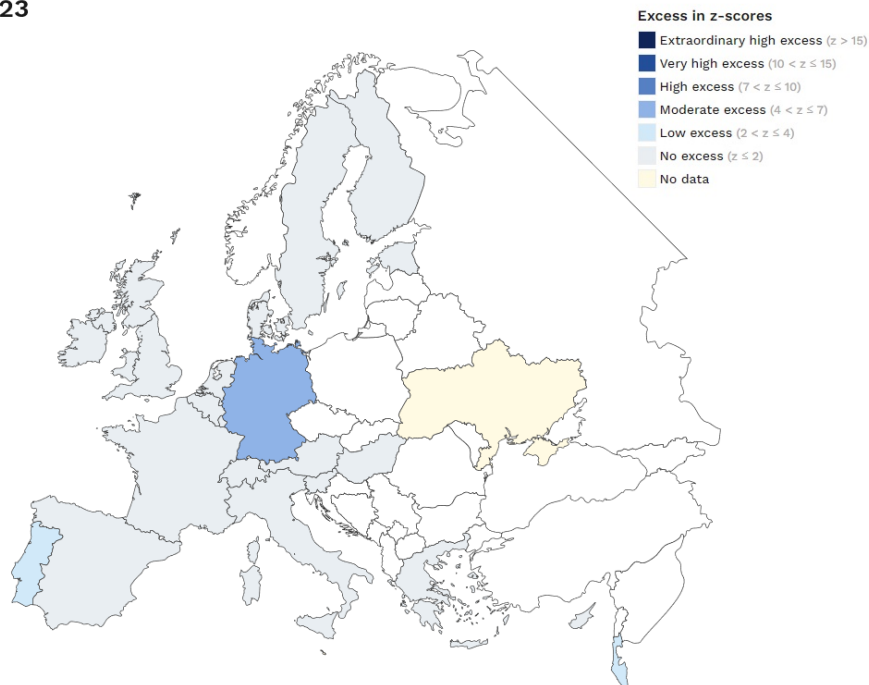 23
Excess in z-scores
Extraordinary high excess (z > 15)
Very high excess (10 < z ≤ 15)
High excess (7 < z ≤ 10)
Moderate excess (4 < z ≤ 7)
Low excess (2 < z ≤ 4)
No excess (z ≤ 2)
No data